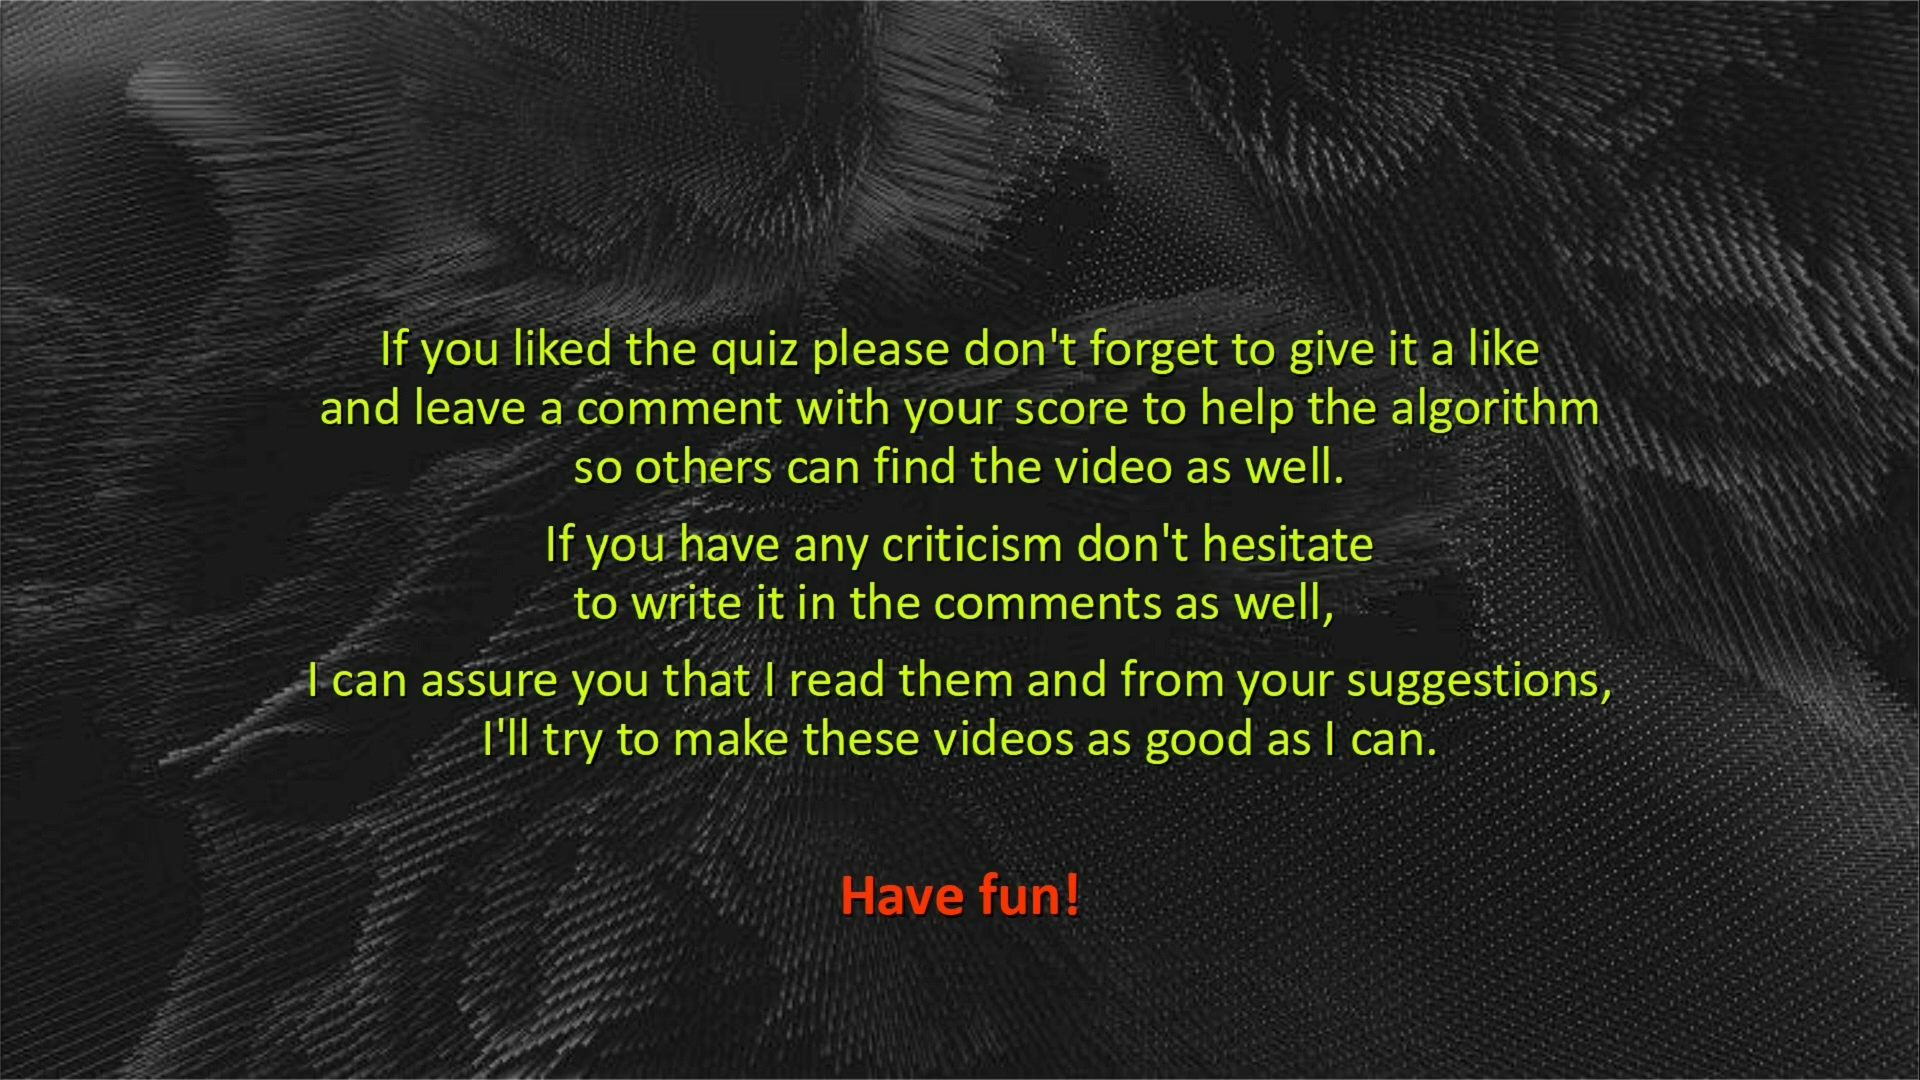 If you liked the quiz please don't forget to give it a like
and leave a comment with your score to help the algorithm
so others can find the video as well.
If you have any criticism don't hesitate
to write it in the comments as well,
I can assure you that I read them and from your suggestions,
I'll try to make these videos as good as I can.
Have fun!